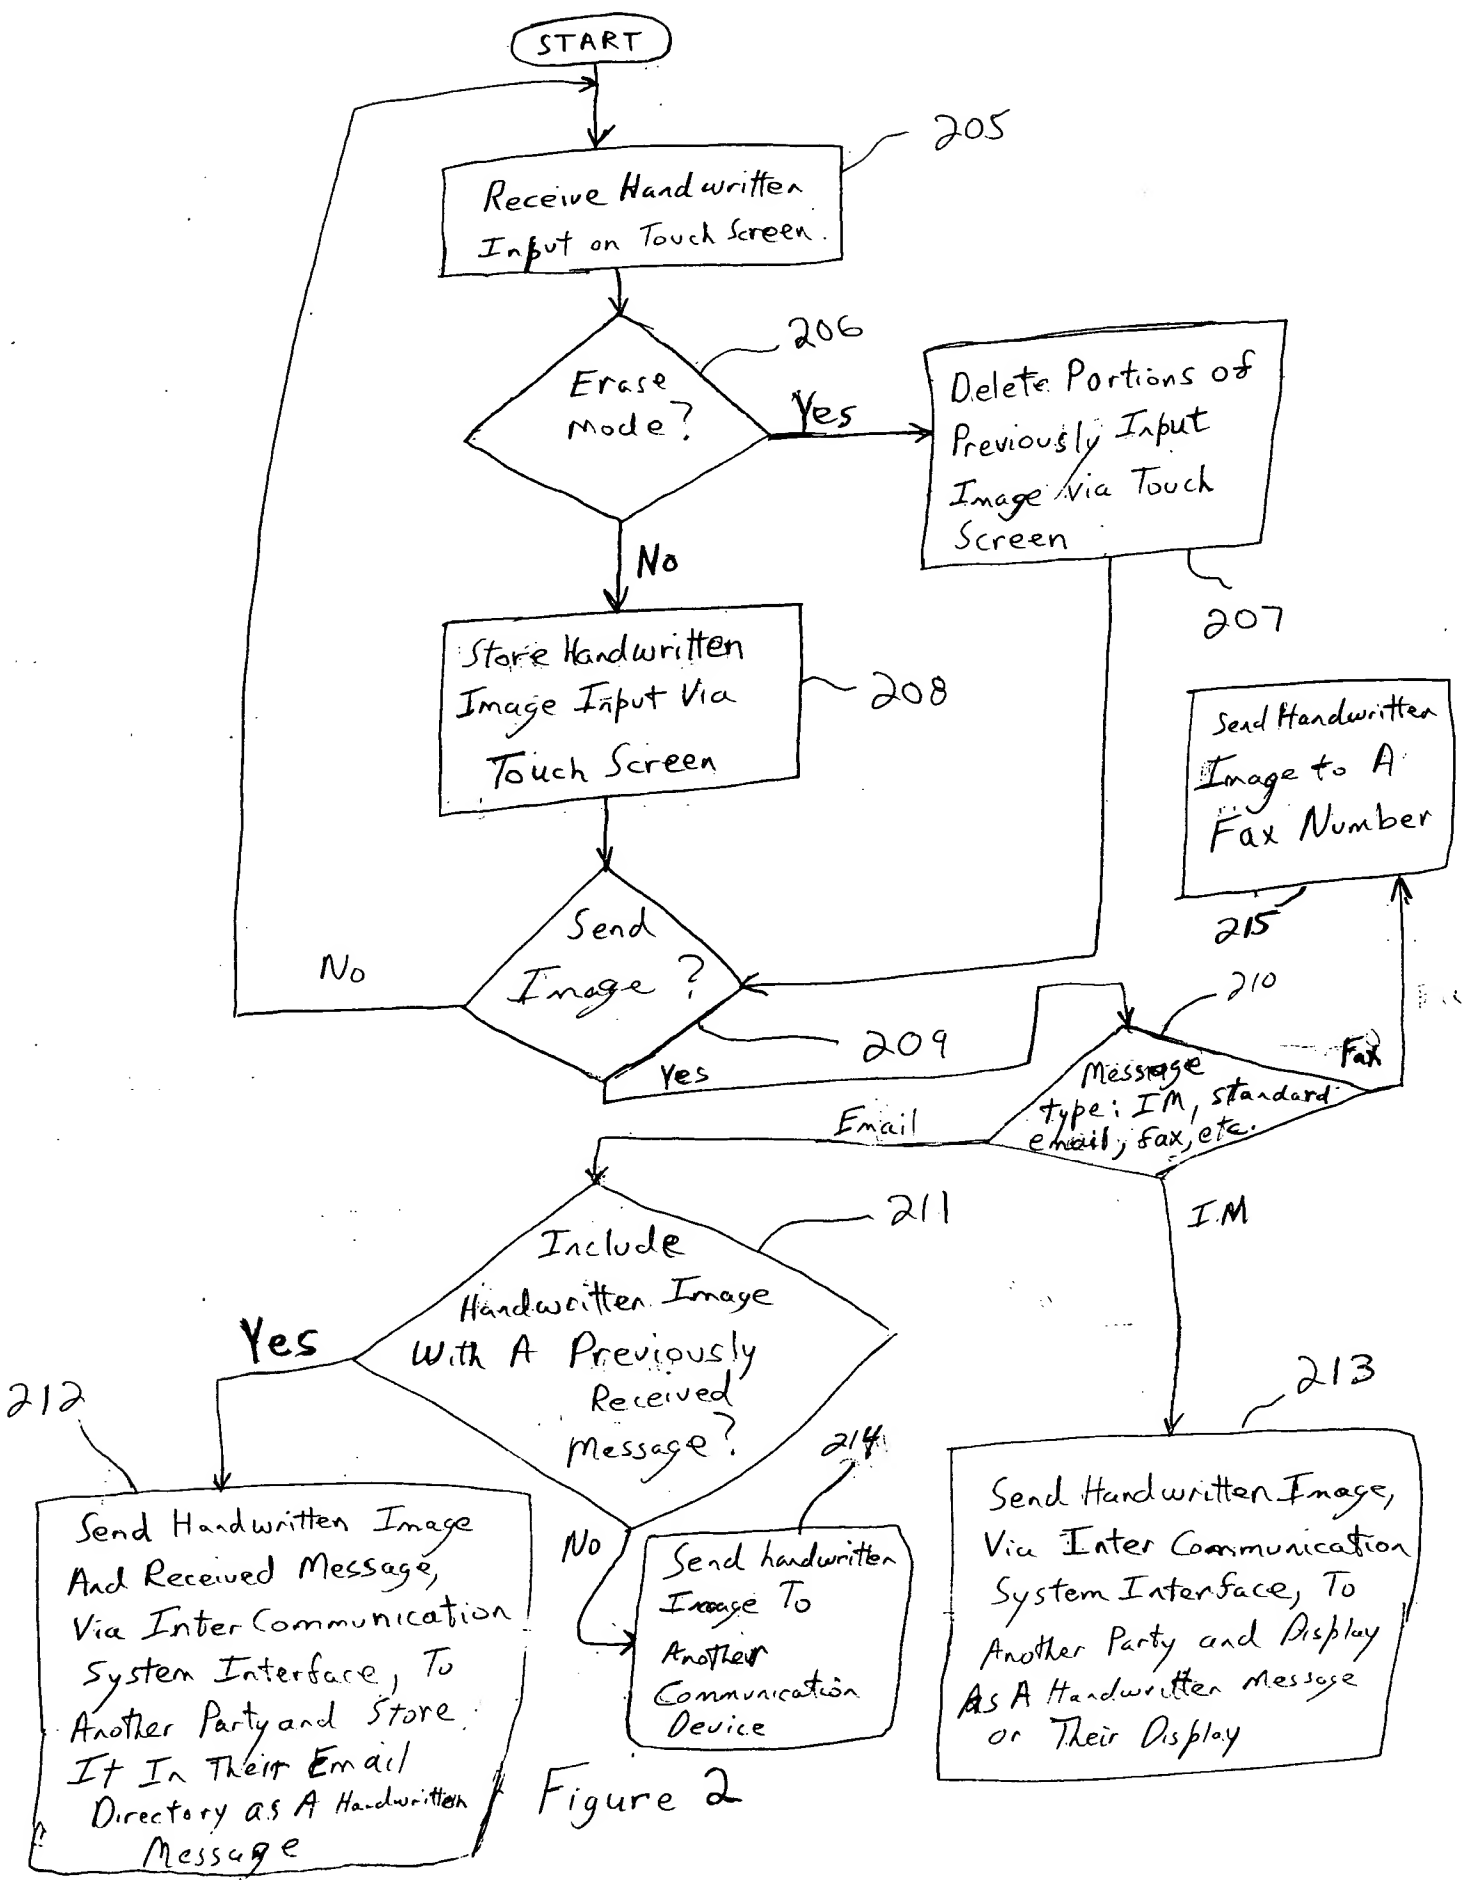 START
205
Receive Handwritten
Input on Touch Screen.
206
Erase
Mode?
Yes
Delete Portions of
Previously Input
Image via Touch
Screen
207
No
Store Handwritten
Image Input Via
Touch Screen
208
Send Handwritten
Image to A
Fax Number
215
Send
Image?
No
209
Yes
210
Message
type: IM, standard
email, fax, etc.
Fax
Email
I.M
211
Include
Handwritten Image
With A Previously
Received
Message?
Yes
212
Send Handwritten Image
And Received Message,
Via Inter Communication
System Interface, To
Another Party and Store
It In Their Email
Directory as A Handwritten
Message
No
214
Send handwritten
Image To
Another
Communication
Device
213
Send Handwritten Image,
Via Inter Communication
System Interface, To
Another Party and Display
As A Handwritten Message
or Their Display
Figure 2